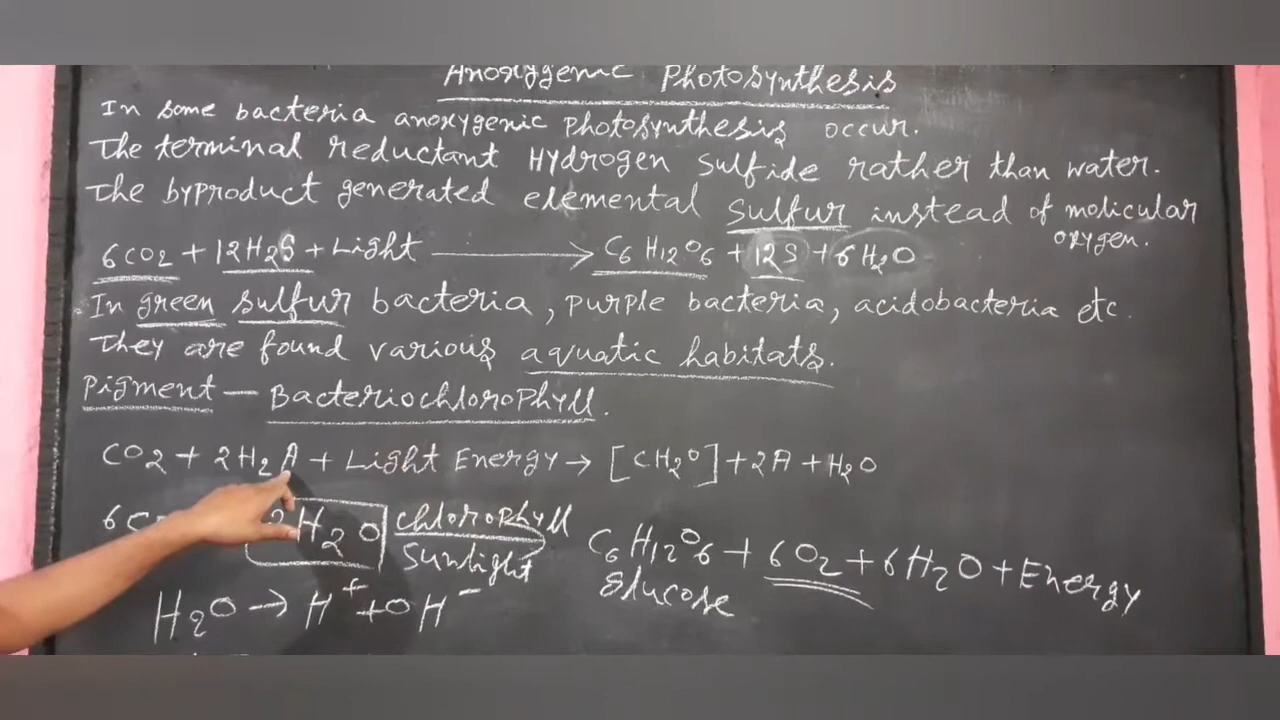 Anoxygenic Photosynthesis
In some bacteria anoxygenic photosynthesis occur.
The terminal reductant Hydrogen sulfide rather than water.
The byproduct generated elemental sulfur instead of molicular
oxygen.
6CO2 + 12H2S + Light ⟶ C6H12O6 + 12S + 6H2O
In green sulfur bacteria, purple bacteria, acidobacteria etc.
They are found various aquatic habitats.
Pigment — Bacteriochlorophyll.
CO2 + 2H2A + Light Energy → [CH2O] + 2A + H2O
H2O chlorophyll
Sunlight C6H12O6 + 6O2 + 6H2O + Energy
Glucose
H2O → H+ + OH-